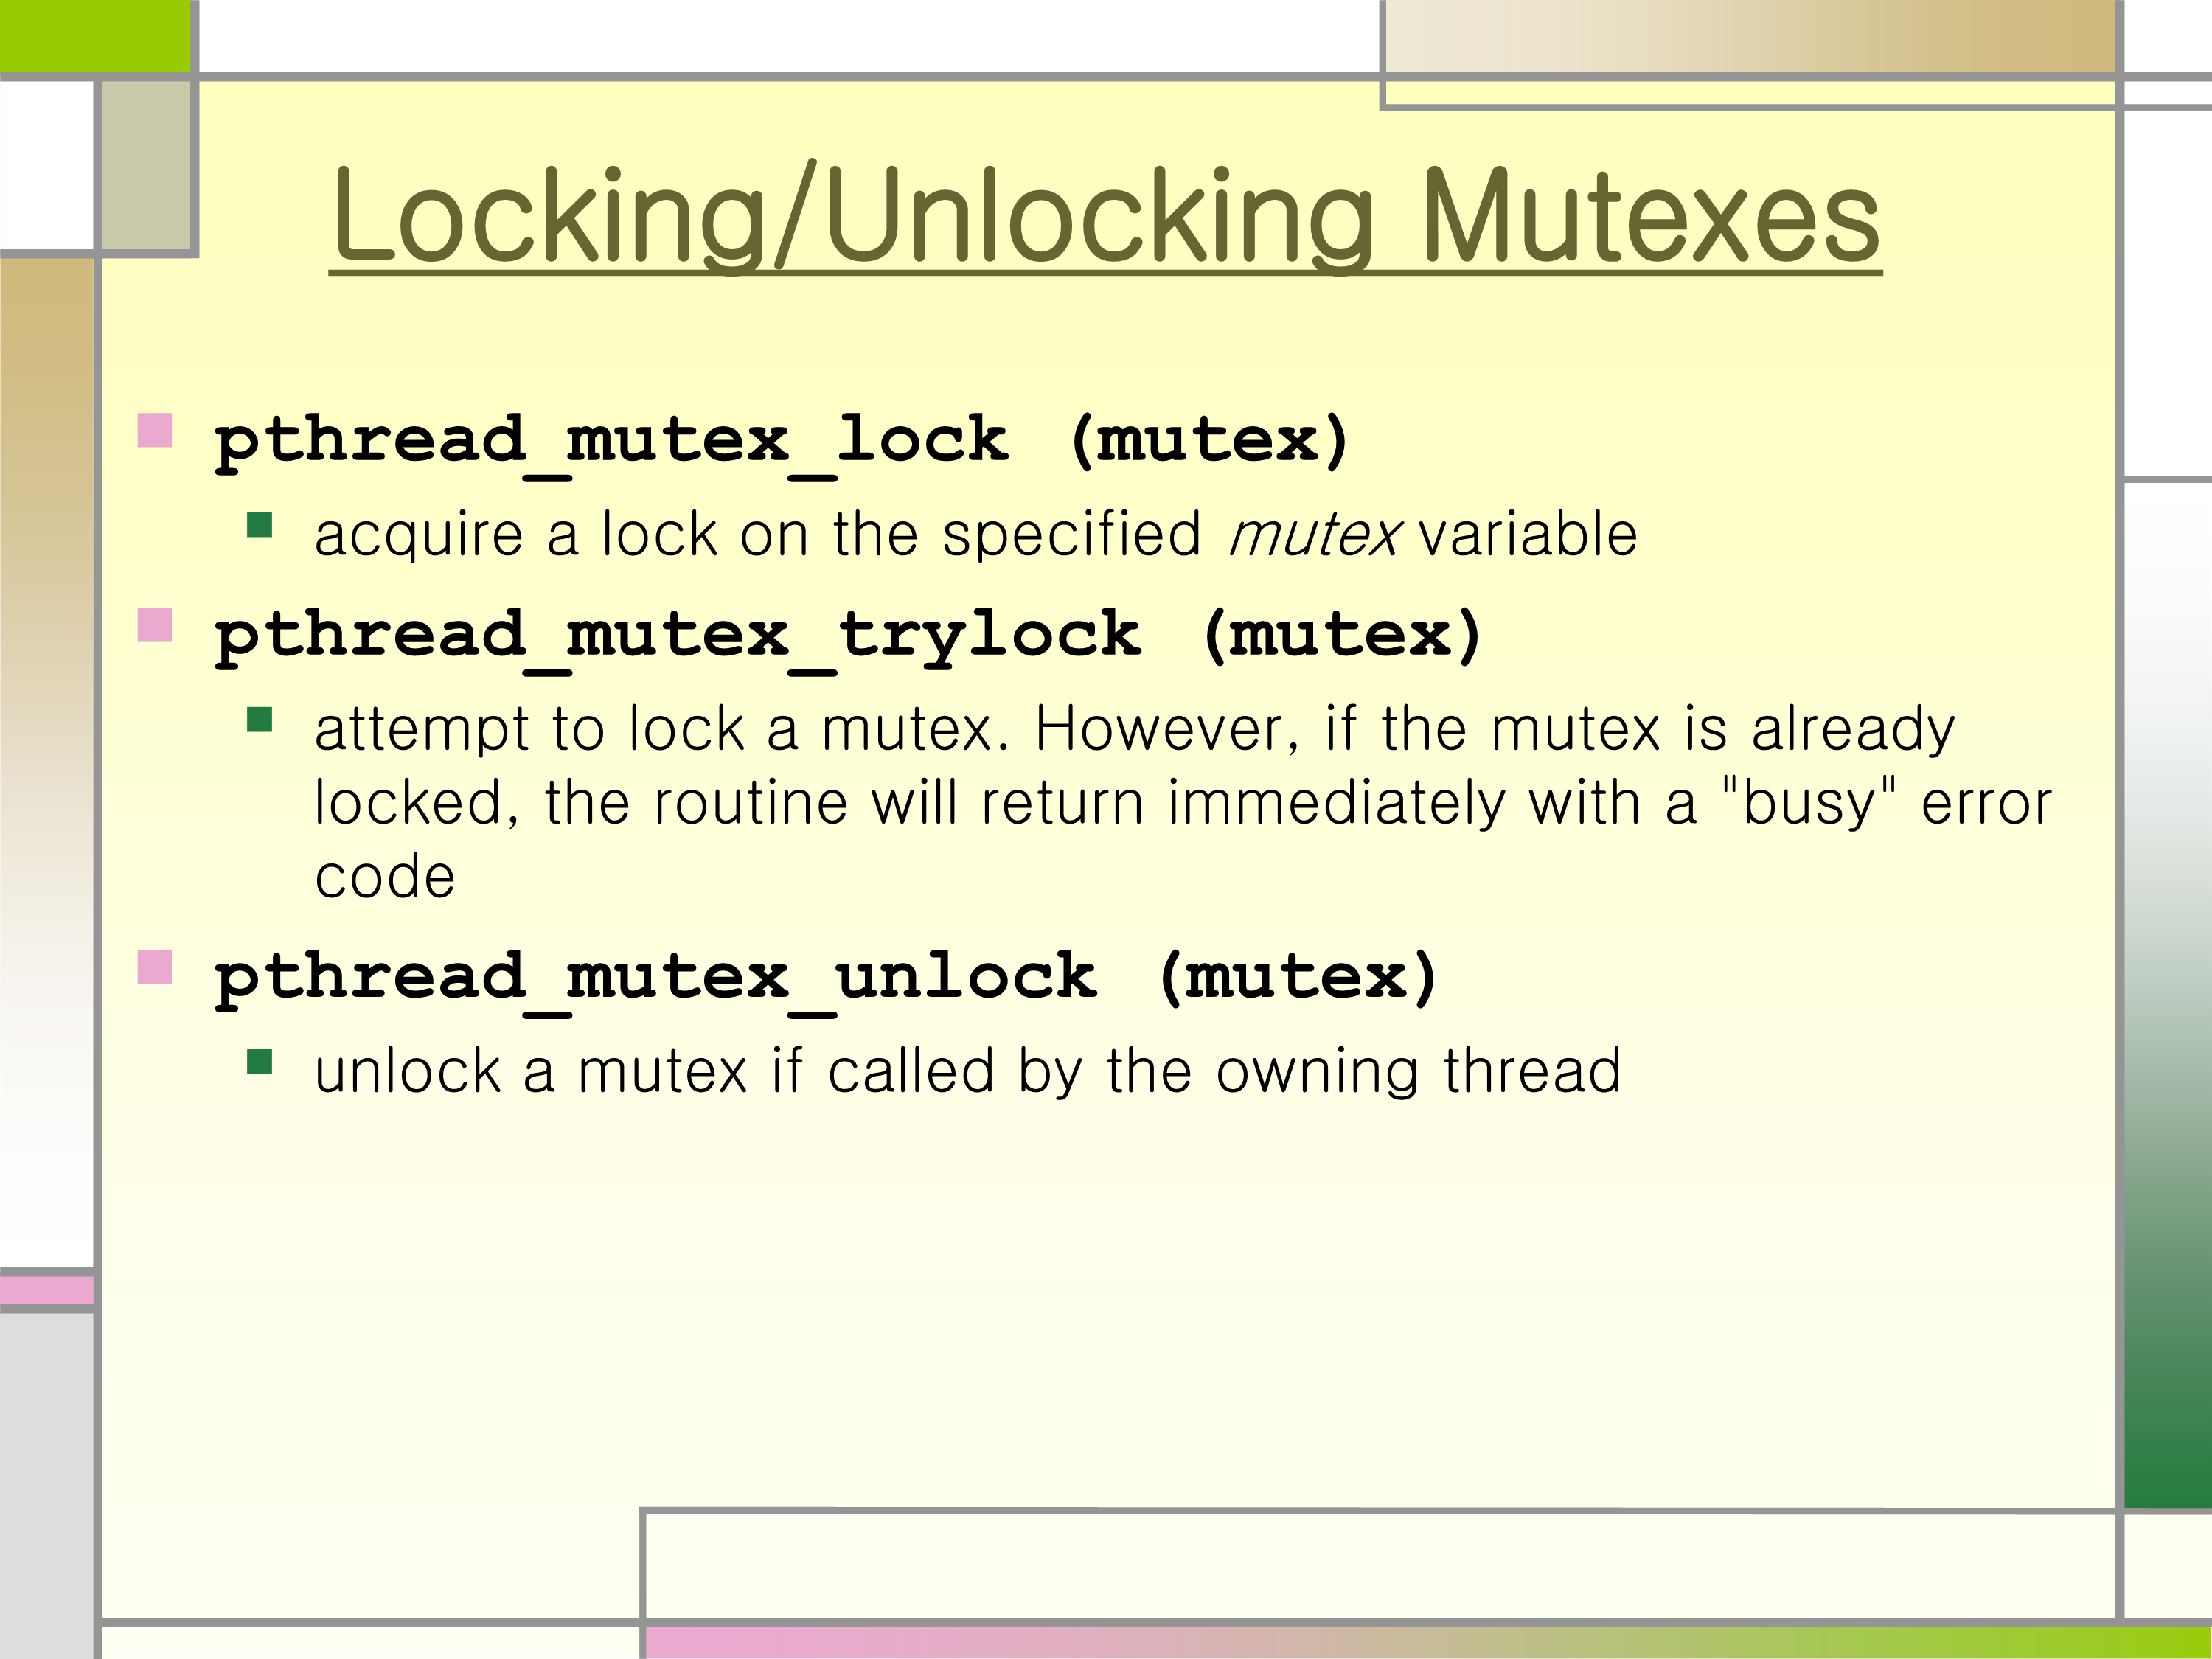 Locking/Unlocking Mutexes
pthread_mutex_lock (mutex)
acquire a lock on the specified mutex variable
pthread_mutex_trylock (mutex)
attempt to lock a mutex. However, if the mutex is already
locked, the routine will return immediately with a "busy" error
code
pthread_mutex_unlock (mutex)
unlock a mutex if called by the owning thread